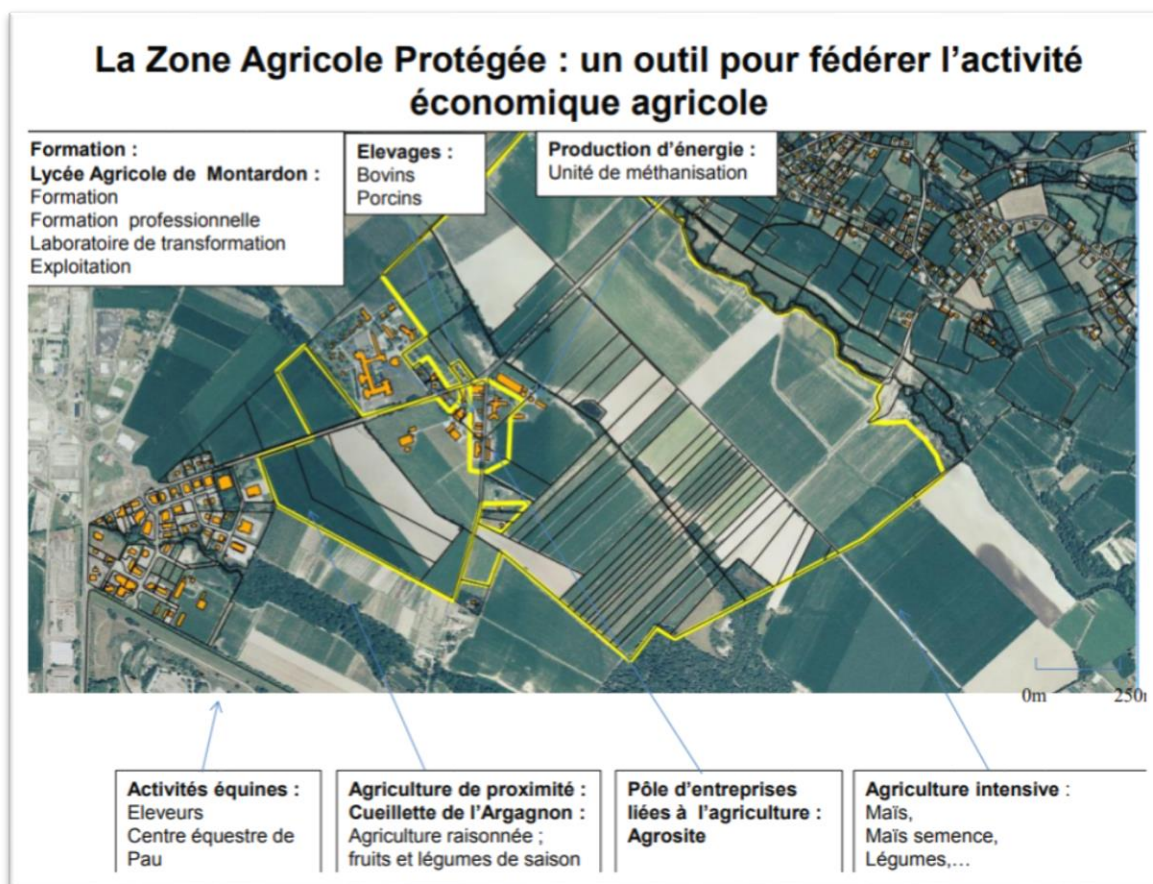 La Zone Agricole Protégée : un outil pour fédérer l'activité
économique agricole
Formation :
Lycée Agricole de Montardon :
Formation
Formation professionnelle
Laboratoire de transformation
Exploitation
Elevages :
Bovins
Porcins
Production d'énergie :
Unité de méthanisation
0m
250m
Activités équines :
Eleveurs
Centre équestre de
Pau
Agriculture de proximité :
Cueillette de l'Argagnon :
Agriculture raisonnée ;
fruits et légumes de saison
Pôle d'entreprises
liées à l'agriculture :
Agrosite
Agriculture intensive :
Maïs,
Maïs semence,
Légumes,...